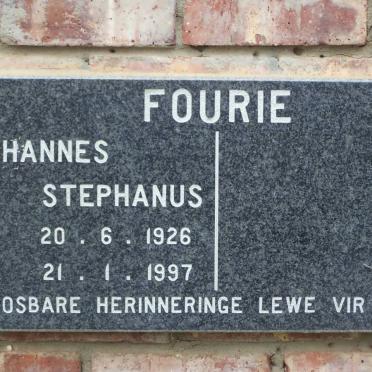 FOURIE
HANNES
STEPHANUS
20 . 6 . 1926
21 . 1 . 1997
OSBARE HERINNERINGE LEWE VIR